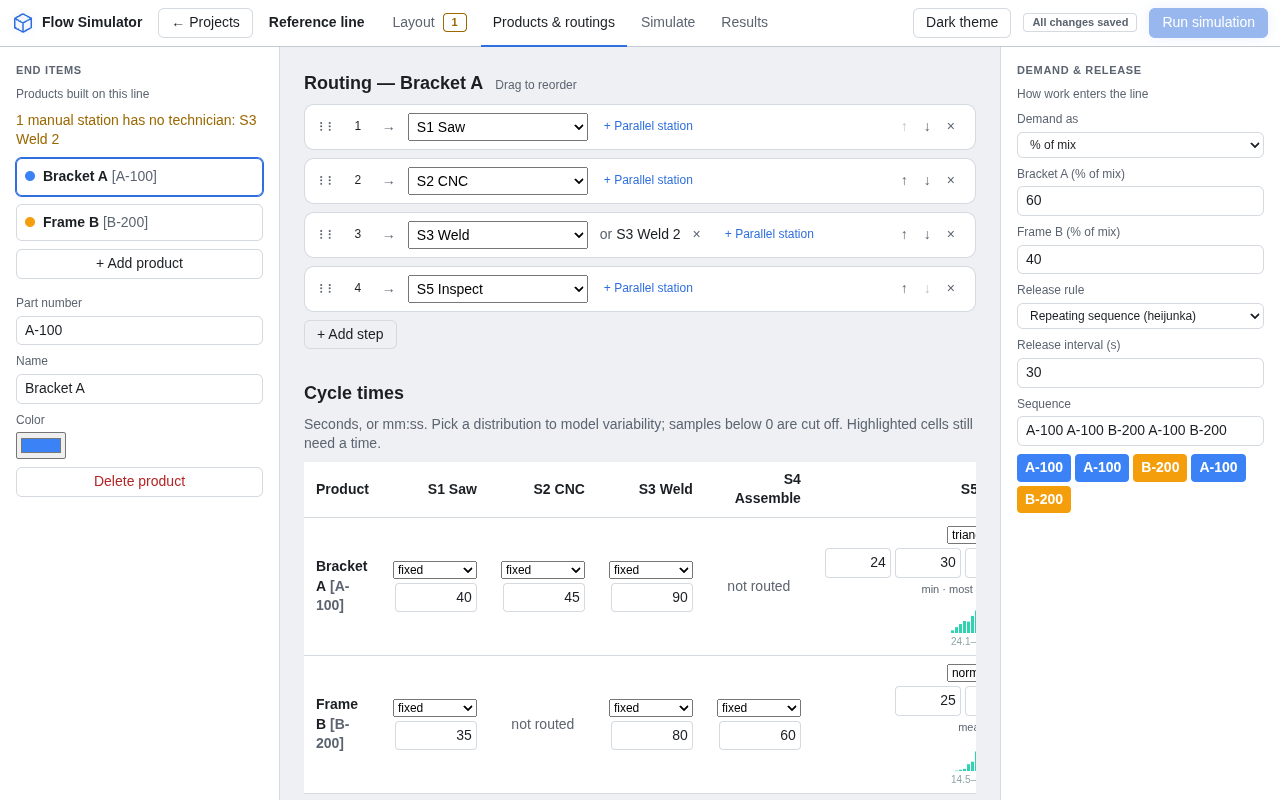 Flow Simulator
← Projects
Reference line
Layout 1
Products & routings
Simulate
Results
Dark theme
All changes saved
Run simulation
END ITEMS
Products built on this line
1 manual station has no technician: S3
Weld 2
Bracket A [A-100]
Frame B [B-200]
+ Add product
Part number
A-100
Name
Bracket A
Color
Delete product
Routing — Bracket A Drag to reorder
1 → S1 Saw + Parallel station ↑ ↓ ×
2 → S2 CNC + Parallel station ↑ ↓ ×
3 → S3 Weld or S3 Weld 2 × + Parallel station ↑ ↓ ×
4 → S5 Inspect + Parallel station ↑ ↓ ×
+ Add step
Cycle times
Seconds, or mm:ss. Pick a distribution to model variability; samples below 0 are cut off. Highlighted cells still
need a time.
Product S1 Saw S2 CNC S3 Weld S4 Assemble S5
Bracket A [A-100]
fixed fixed fixed not routed
40 45 90 24 30
min · most
24.1–
Frame B [B-200]
fixed not routed fixed fixed
35 80 60 25
14.5–
DEMAND & RELEASE
How work enters the line
Demand as
% of mix
Bracket A (% of mix)
60
Frame B (% of mix)
40
Release rule
Repeating sequence (heijunka)
Release interval (s)
30
Sequence
A-100 A-100 B-200 A-100 B-200
A-100 A-100 B-200 A-100
B-200